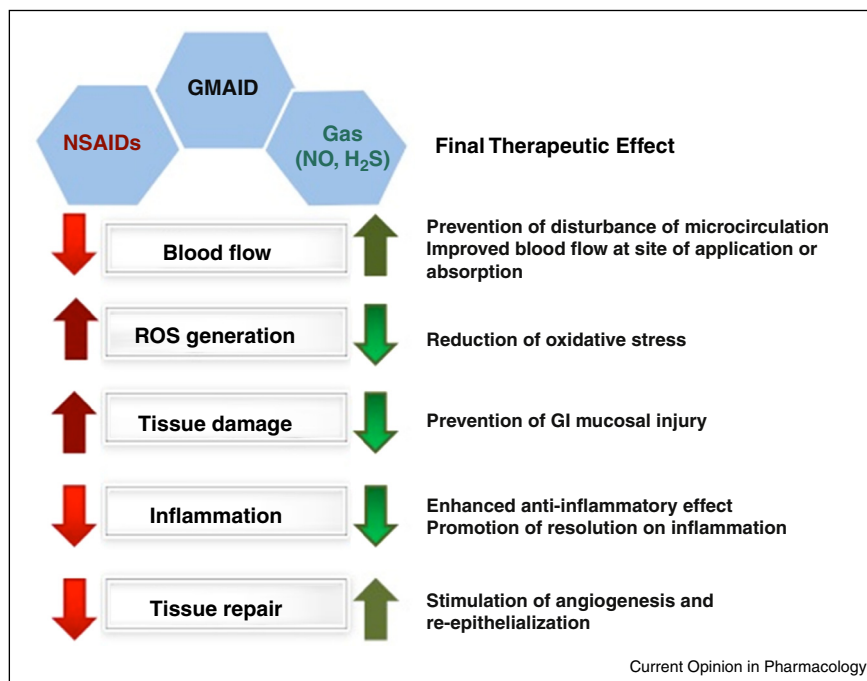 GMAID
NSAIDs
Gas
(NO, H₂S)
Final Therapeutic Effect
Blood flow
Prevention of disturbance of microcirculation
Improved blood flow at site of application or
absorption
ROS generation
Reduction of oxidative stress
Tissue damage
Prevention of GI mucosal injury
Inflammation
Enhanced anti-inflammatory effect
Promotion of resolution on inflammation
Tissue repair
Stimulation of angiogenesis and
re-epithelialization
Current Opinion in Pharmacology